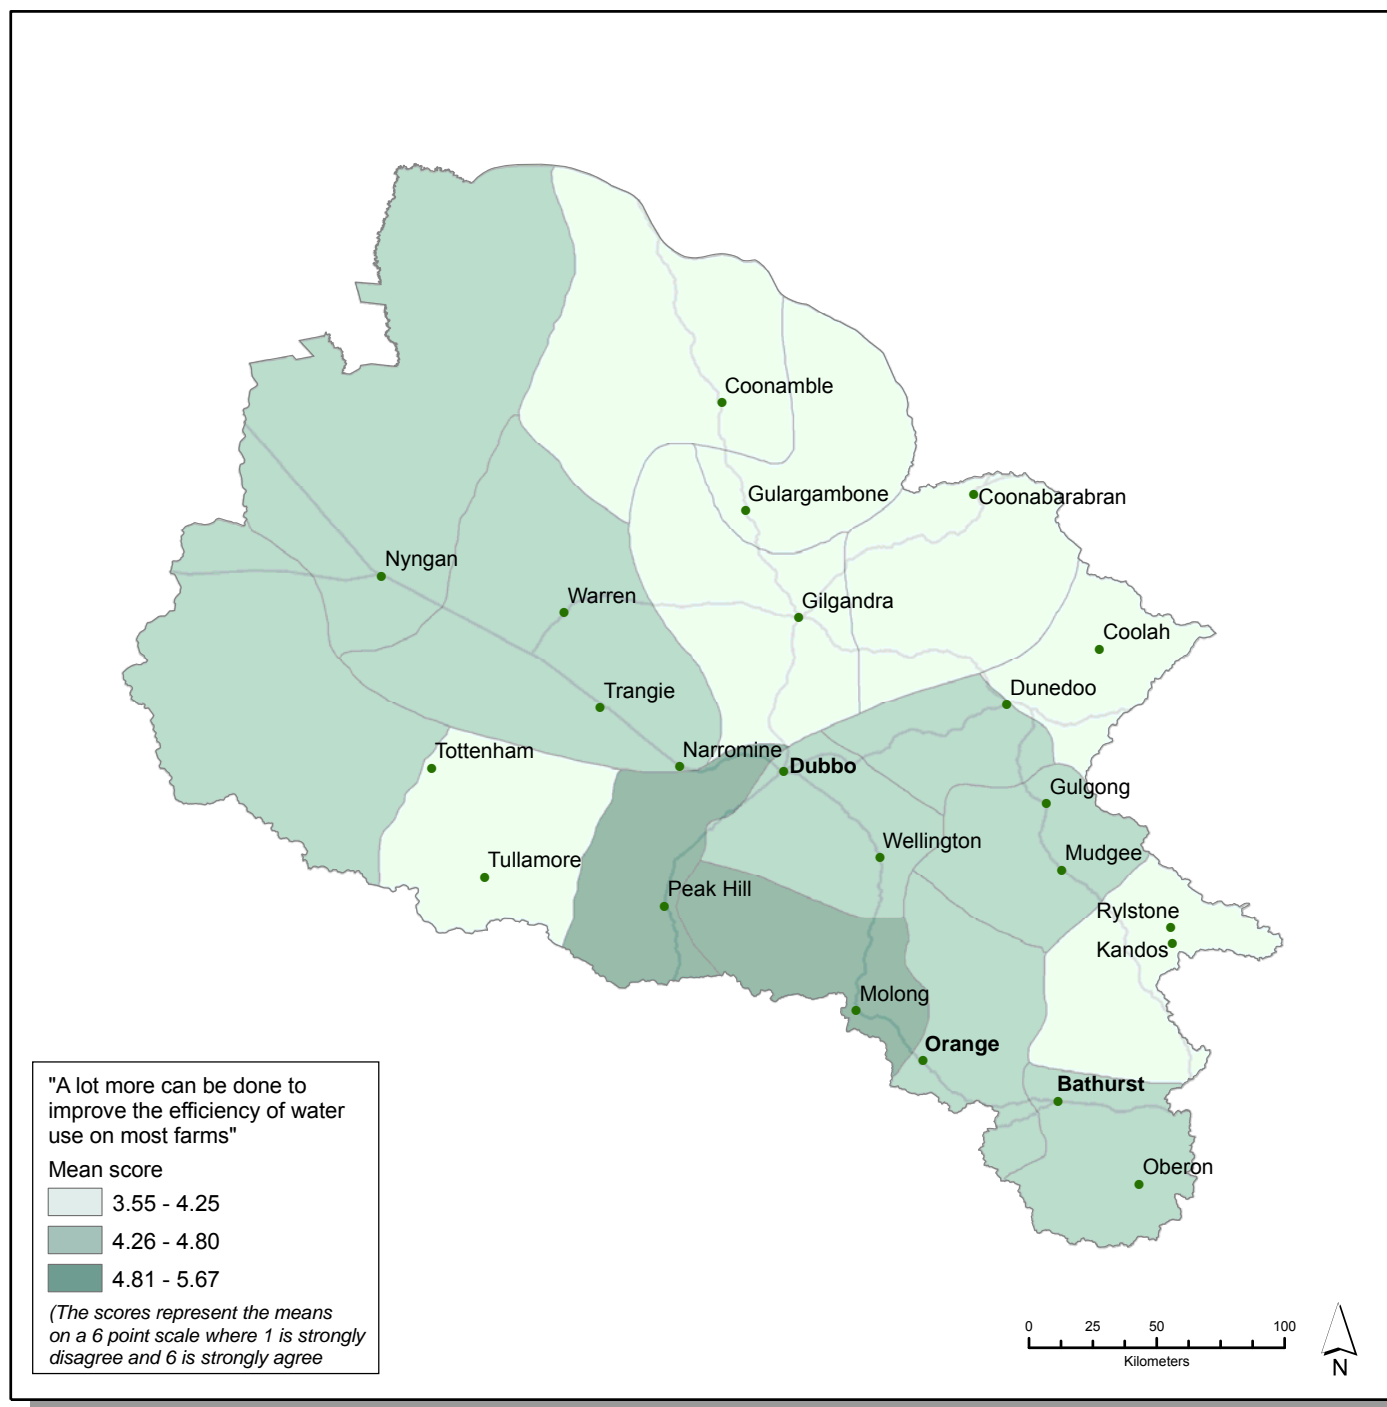 Coonamble
Gulargambone
Coonabarabran
Nyngan
Warren
Gilgandra
Coolah
Trangie
Dunedoo
Tottenham
Narromine
Dubbo
Gulgong
Wellington
Mudgee
Tullamore
Peak Hill
Rylstone
Kandos
Molong
Orange
Bathurst
Oberon
"A lot more can be done to
improve the efficiency of water
use on most farms"
Mean score
3.55 - 4.25
4.26 - 4.80
4.81 - 5.67
(The scores represent the means
on a 6 point scale where 1 is strongly
disagree and 6 is strongly agree
0 25 50 100
Kilometers
N